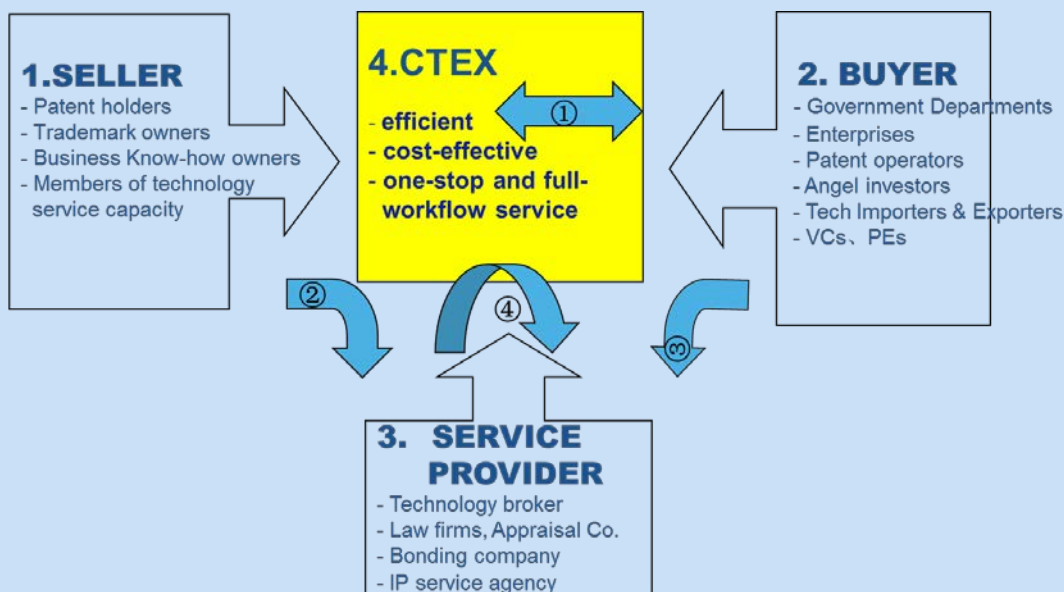 1.SELLER
- Patent holders
- Trademark owners
- Business Know-how owners
- Members of technology
service capacity
4.CTEX
- efficient
- cost-effective
- one-stop and full-
workflow service
①
2. BUYER
- Government Departments
- Enterprises
- Patent operators
- Angel investors
- Tech Importers & Exporters
- VCs、PEs
②
④
③
3. SERVICE
PROVIDER
- Technology broker
- Law firms, Appraisal Co.
- Bonding company
- IP service agency